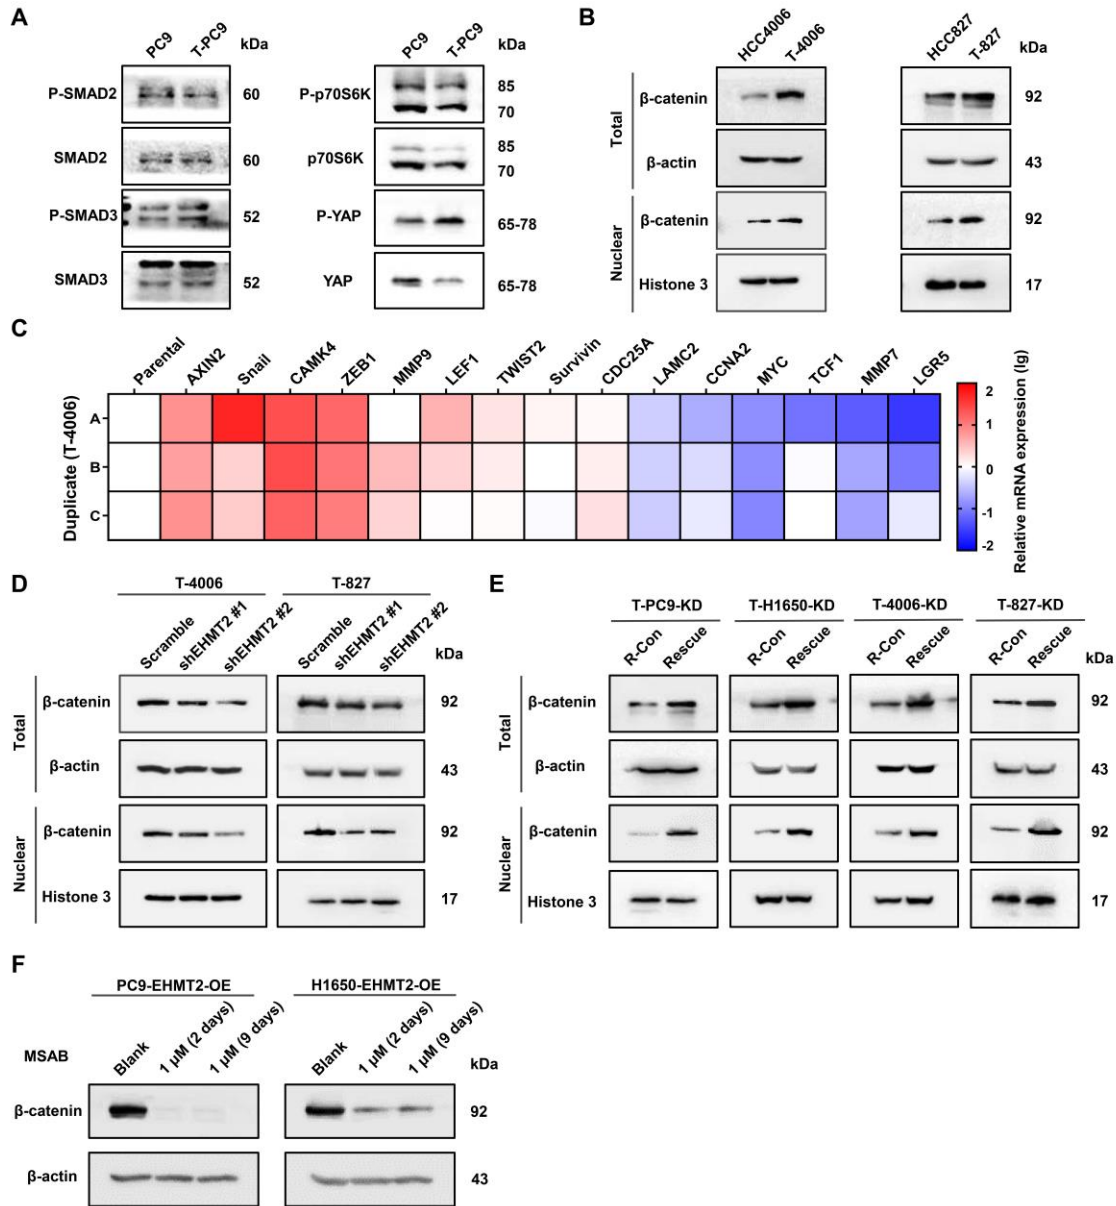 A
PC9 T-PC9 kDa
P-SMAD2 60
SMAD2 60
P-SMAD3 52
SMAD3 52
PC9 T-PC9 kDa
P-p70S6K 85
70
p70S6K 85
70
P-YAP 65-78
YAP 65-78
B
HCC4006 T-4006 HCC827 T-827 kDa
Total
β-catenin 92
β-actin 43
Nuclear
β-catenin 92
Histone 3 17
C
Parental AXIN2 Snail CAMK4 ZEB1 MMP9 LEF1 TWIST2 Survivin CDC25A LAMC2 CCNA2 MYC TCF1 MMP7 LGR5
Duplicate (T-4006)
A
B
C
2
1
0
-1
-2
Relative mRNA expression (lg)
D
T-4006 T-827
Scramble shEHMT2 #1 shEHMT2 #2 Scramble shEHMT2 #1 shEHMT2 #2 kDa
Total
β-catenin 92
β-actin 43
Nuclear
β-catenin 92
Histone 3 17
E
T-PC9-KD T-H1650-KD T-4006-KD T-827-KD
R-Con Rescue R-Con Rescue R-Con Rescue R-Con Rescue kDa
Total
β-catenin 92
β-actin 43
Nuclear
β-catenin 92
Histone 3 17
F
PC9-EHMT2-OE H1650-EHMT2-OE
MSAB Blank 1 μM (2 days) 1 μM (9 days) Blank 1 μM (2 days) 1 μM (9 days) kDa
β-catenin 92
β-actin 43